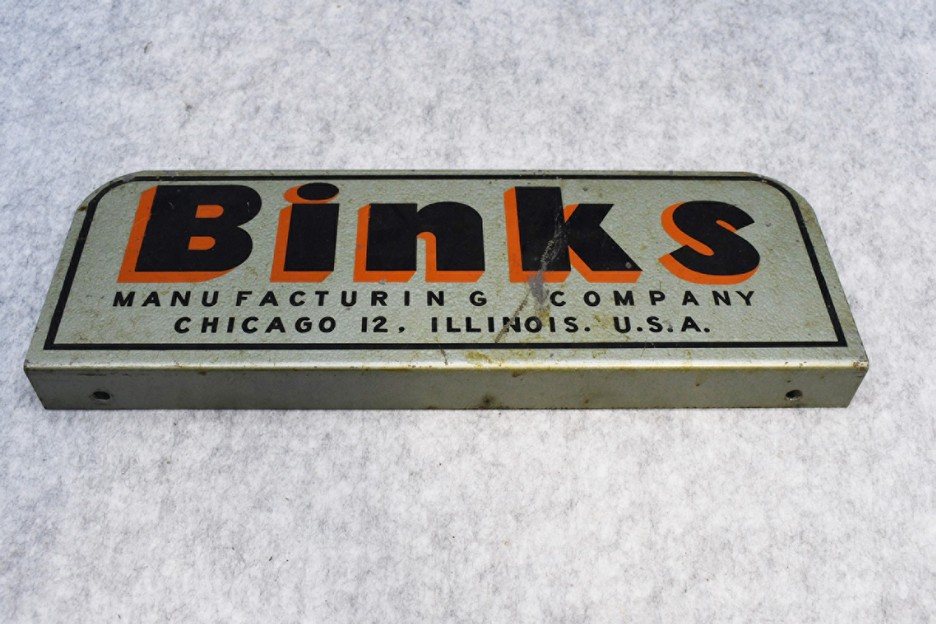 Binks
MANUFACTURING COMPANY
CHICAGO 12, ILLINOIS. U.S.A.